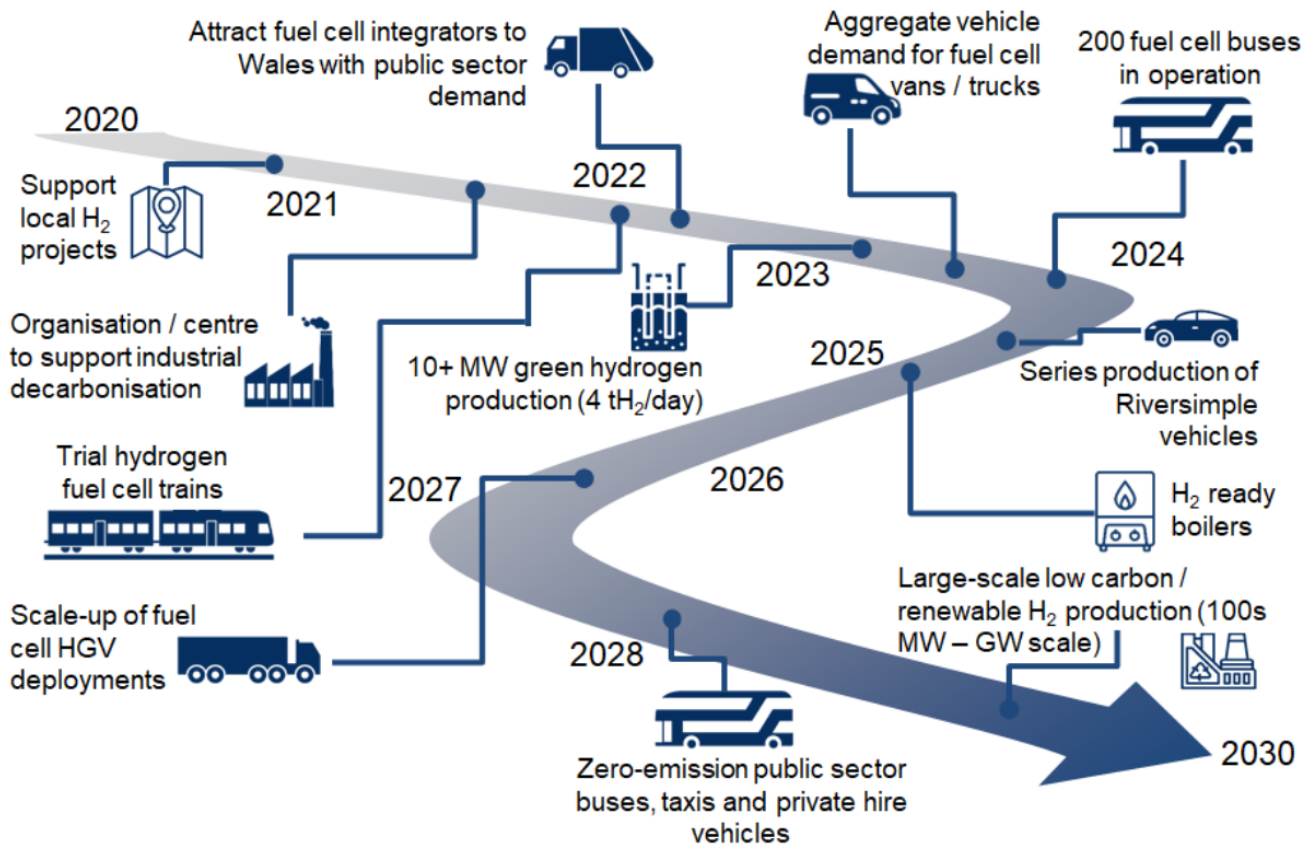 Attract fuel cell integrators to
Wales with public sector
demand
Aggregate vehicle
demand for fuel cell
vans / trucks
200 fuel cell buses
in operation
2020
Support
local H₂
projects
2021
2022
2023
2024
Organisation / centre
to support industrial
decarbonisation
10+ MW green hydrogen
production (4 tH₂/day)
2025
Series production of
Riversimple
vehicles
Trial hydrogen
fuel cell trains
2027
2026
H₂ ready
boilers
Scale-up of fuel
cell HGV
deployments
2028
Large-scale low carbon /
renewable H₂ production (100s
MW – GW scale)
Zero-emission public sector
buses, taxis and private hire
vehicles
2030